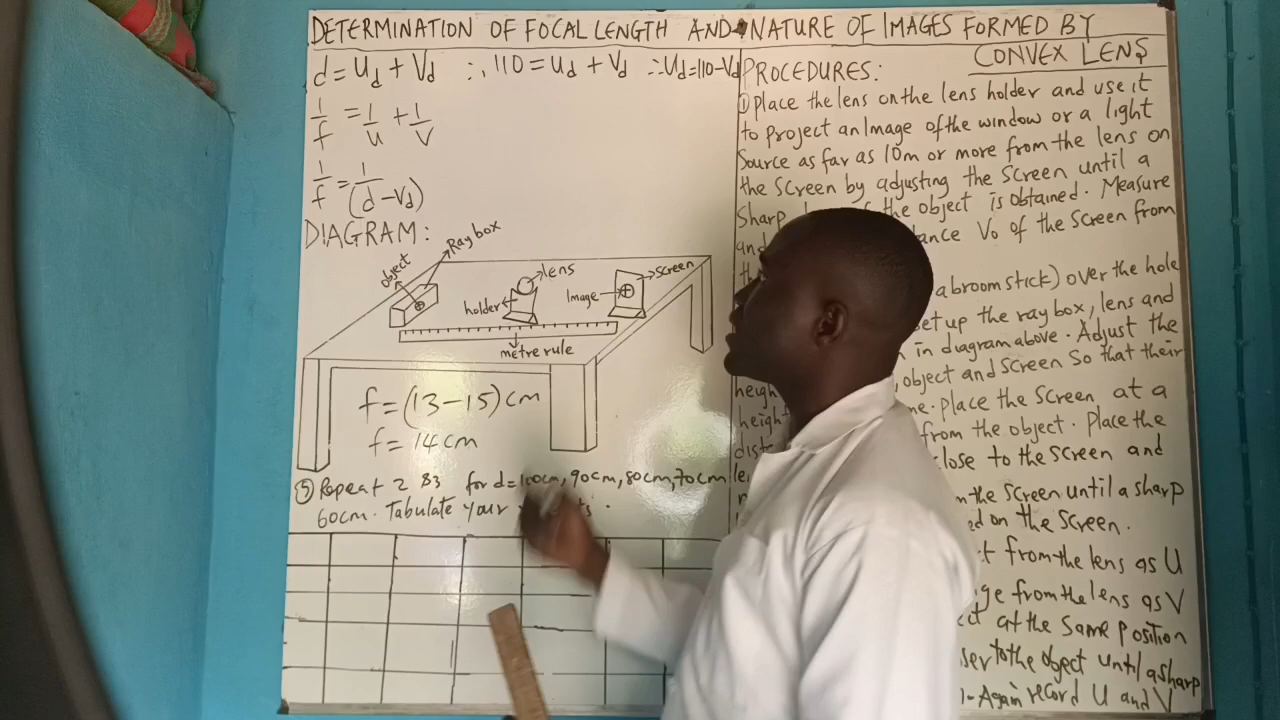 DETERMINATION OF FOCAL LENGTH AND NATURE OF IMAGES FORMED BY
CONVEX LENS
d = Ud + Vd ∴ 110 = Ud + Vd ∴ Ud = 110 - Vd
1/f = 1/u + 1/V
1/f = 1/(d - Vd)
DIAGRAM:
Ray box
object
lens
screen
holder
Image
metre rule
f = (13 - 15) cm
f = 14 cm
⑤ Repeat 2 &3 for d = 100cm, 90cm, 80cm, 70cm
60cm. Tabulate your
PROCEDURES:
① Place the lens on the lens holder and use it
to project an Image of the window or a light
Source as far as 10m or more from the lens on
the Screen by adjusting the Screen until a
Sharp the object is obtained. Measure
and Vo of the Screen from
a broom stick) over the hole
up the ray box, lens and
in diagram above. Adjust the
object and Screen So that their
heigh
height Place the Screen at a
from the object. Place the
to the Screen and
the Screen until a sharp
on the Screen.
from the lens as U
from the lens as V
at the Same position
to the object until a sharp
Again record U and V